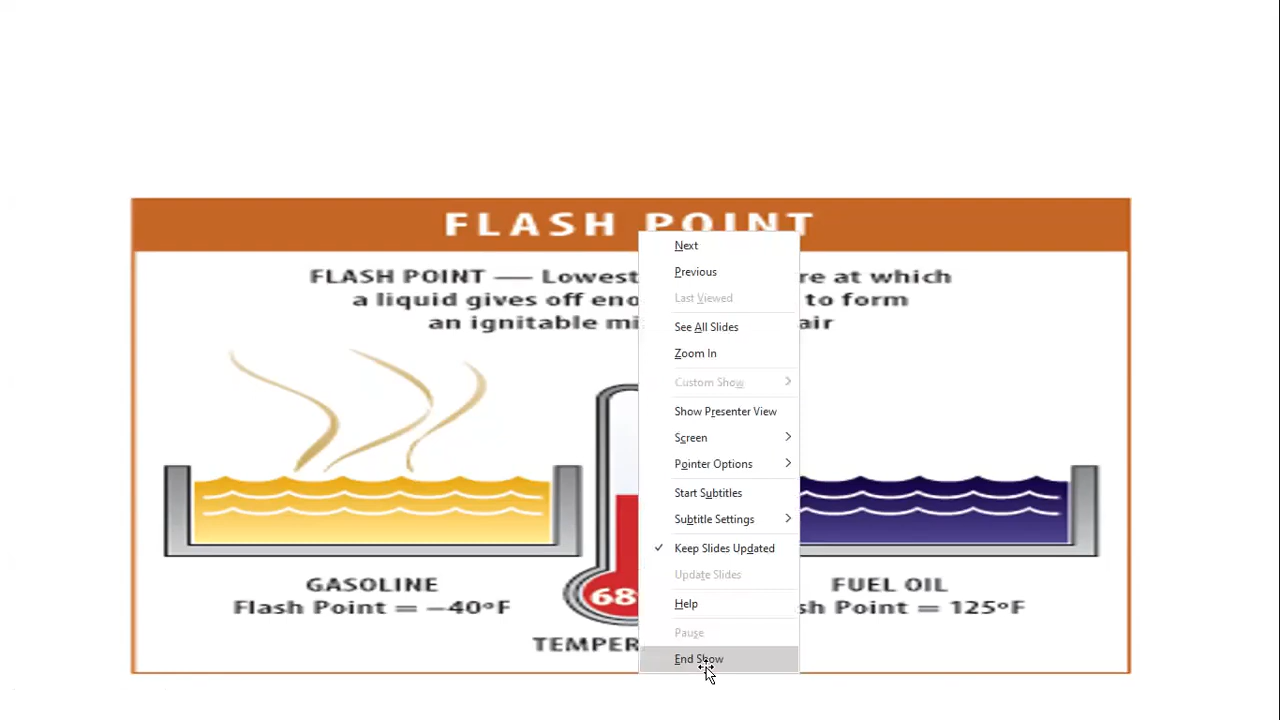 FLASH POINT
FLASH POINT — Lowest re at which
a liquid gives off eno to form
an ignitable mi air
Next
Previous
Last Viewed
See All Slides
Zoom In
Custom Show
Show Presenter View
Screen
Pointer Options
Start Subtitles
Subtitle Settings
Keep Slides Updated
Update Slides
Help
Pause
End Show
68
GASOLINE
Flash Point = –40°F
FUEL OIL
sh Point = 125°F
TEMPER